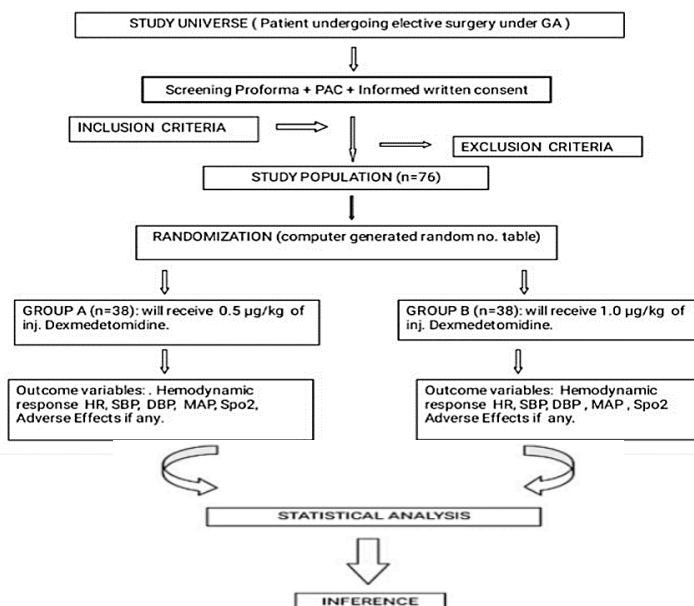 STUDY UNIVERSE ( Patient undergoing elective surgery under GA )
Screening Proforma + PAC + Informed written consent
INCLUSION CRITERIA
EXCLUSION CRITERIA
STUDY POPULATION (n=76)
RANDOMIZATION (computer generated random no. table)
GROUP A (n=38): will receive 0.5 µg/kg of
inj. Dexmedetomidine.
GROUP B (n=38): will receive 1.0 µg/kg of
inj. Dexmedetomidine.
Outcome variables: . Hemodynamic
response HR, SBP, DBP, MAP, Spo2,
Adverse Effects if any.
Outcome variables: Hemodynamic
response HR, SBP, DBP , MAP , Spo2
Adverse Effects if any.
STATISTICAL ANALYSIS
INFERENCE